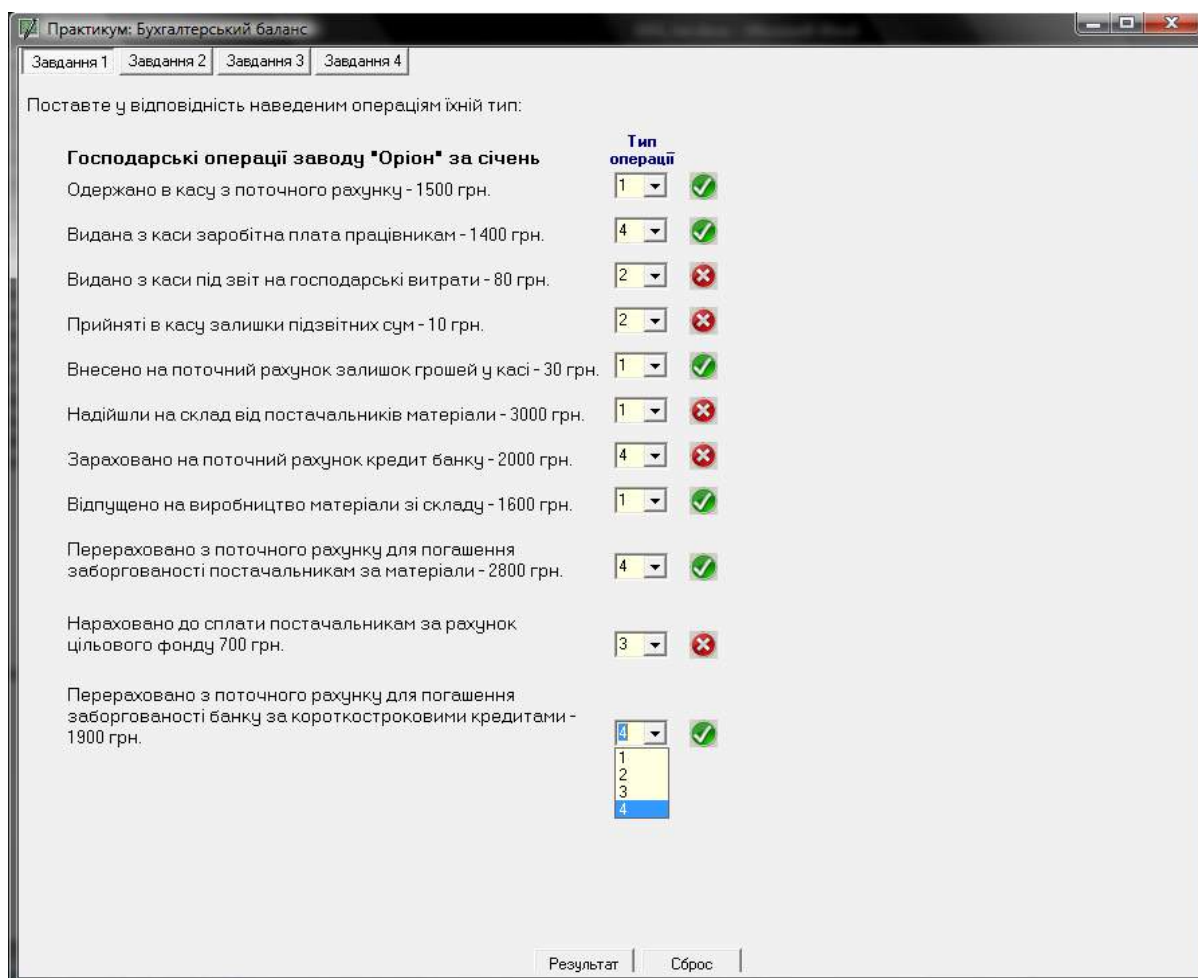 Практикум: Бухгалтерський баланс
Завдання 1 Завдання 2 Завдання 3 Завдання 4
Поставте у відповідність наведеним операціям їхній тип:
Тип
Господарські операції заводу "Оріон" за січень операції
Одержано в касу з поточного рахунку - 1500 грн. 1
Видана з каси заробітна плата працівникам - 1400 грн. 4
Видано з каси під звіт на господарські витрати - 80 грн. 2
Прийняті в касу залишки підзвітних сум - 10 грн. 2
Внесено на поточний рахунок залишок грошей у касі - 30 грн. 1
Надійшли на склад від постачальників матеріали - 3000 грн. 1
Зараховано на поточний рахунок кредит банку - 2000 грн. 4
Відпущено на виробництво матеріали зі складу - 1600 грн. 1
Перераховано з поточного рахунку для погашення
заборгованості постачальникам за матеріали - 2800 грн. 4
Нараховано до сплати постачальникам за рахунок
цільового фонду 700 грн. 3
Перераховано з поточного рахунку для погашення
заборгованості банку за короткостроковими кредитами -
1900 грн. 4
1
2
3
4
Результат Сброс